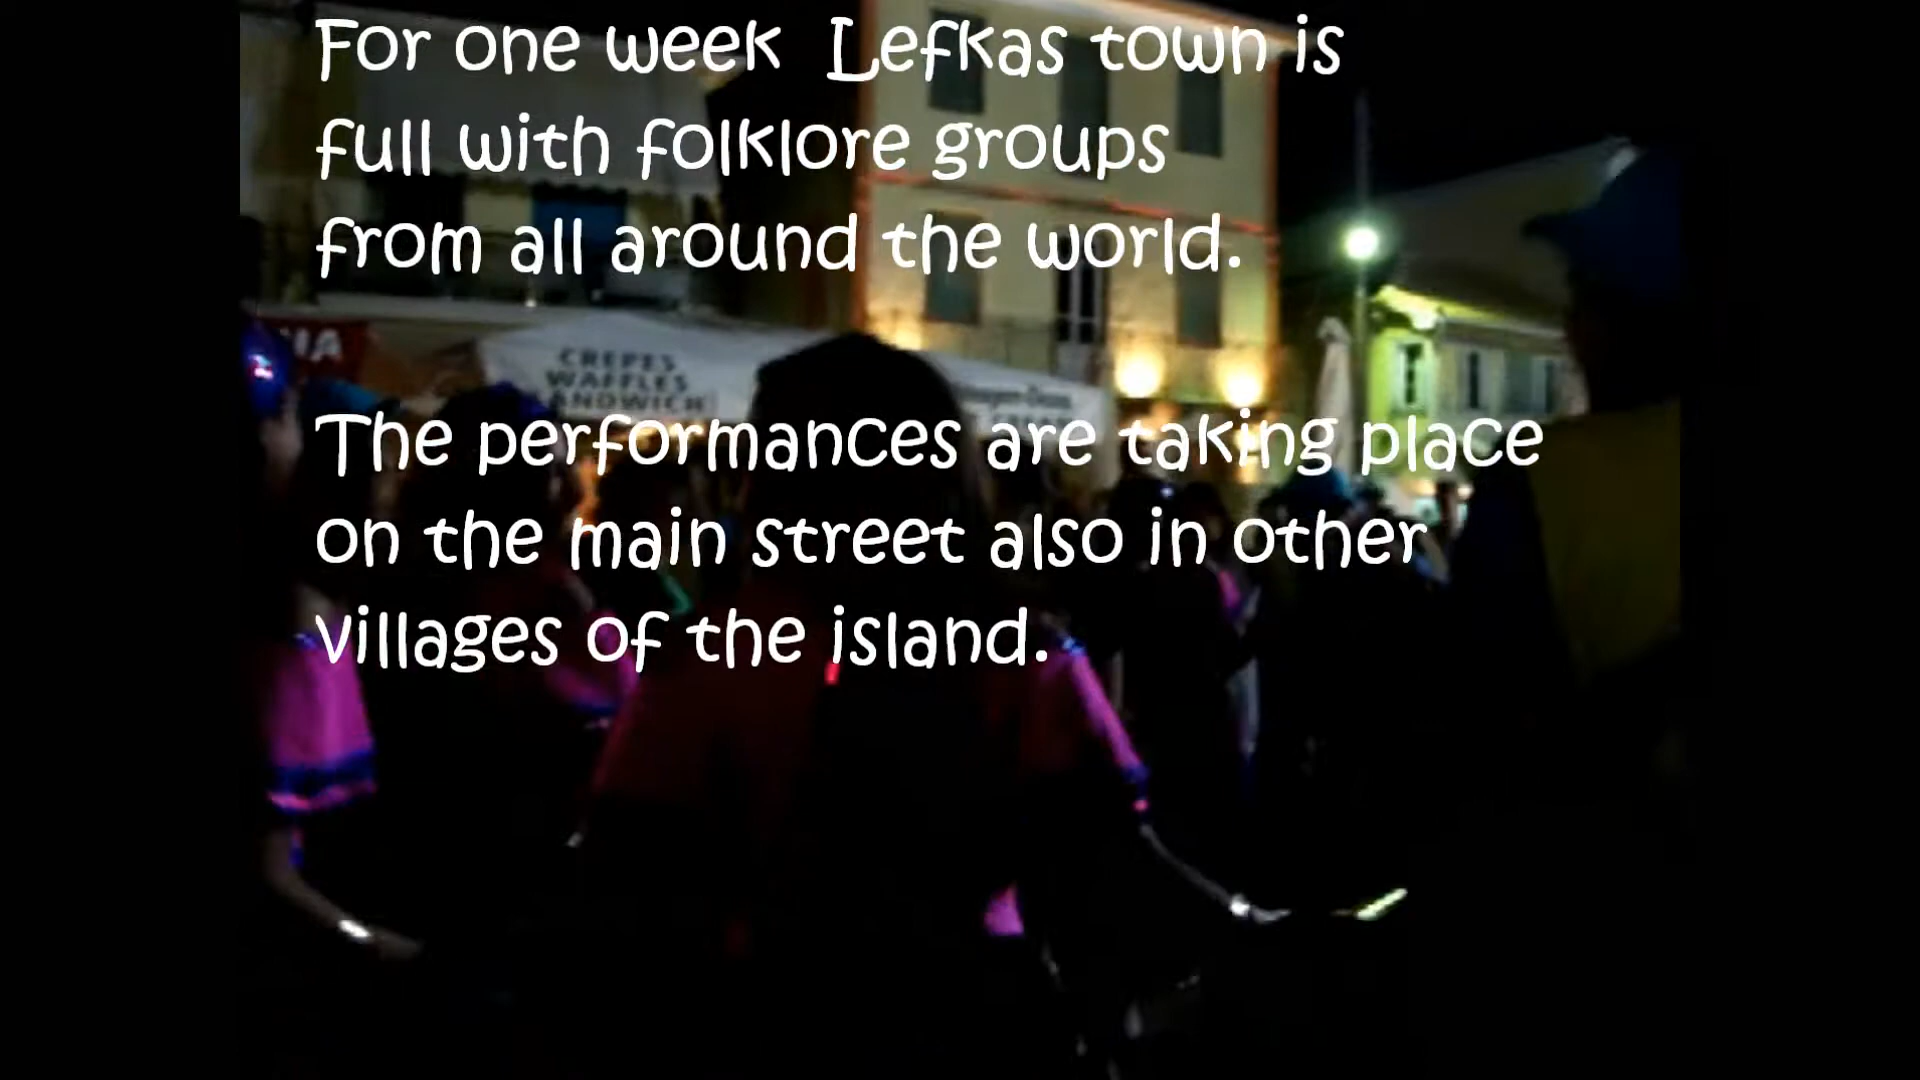 For one week Lefkas town is
full with folklore groups
from all around the world.
CREPES
WAFFLES
The performances are taking place
on the main street also in other
villages of the island.